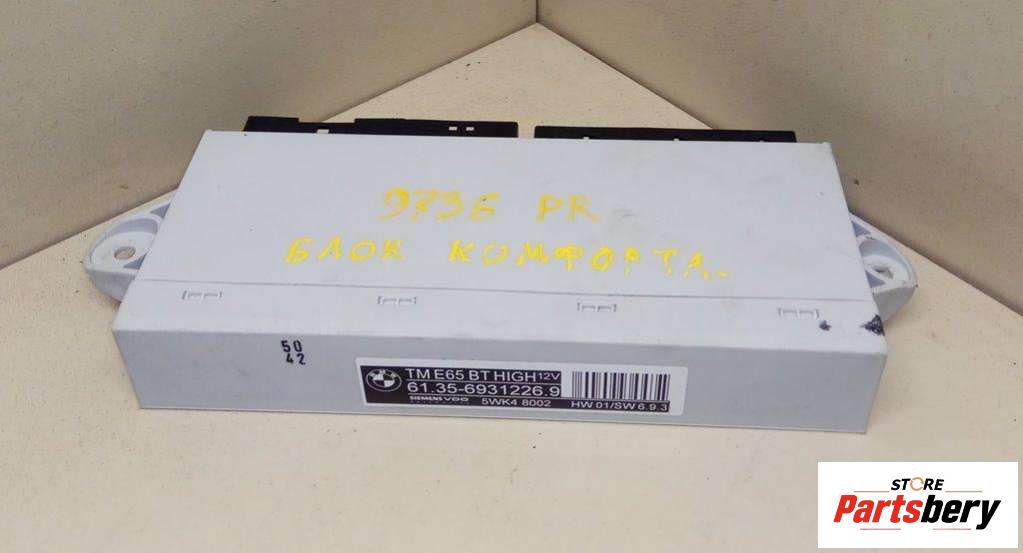 9736 PR
БЛОК КОМФОРТА.
50
42
TM E65 BT HIGH 12V
61.35-6931226.9
SIEMENS VDO
5WK4 8002
HW 01/SW 6.9.3
STORE
Partsbery